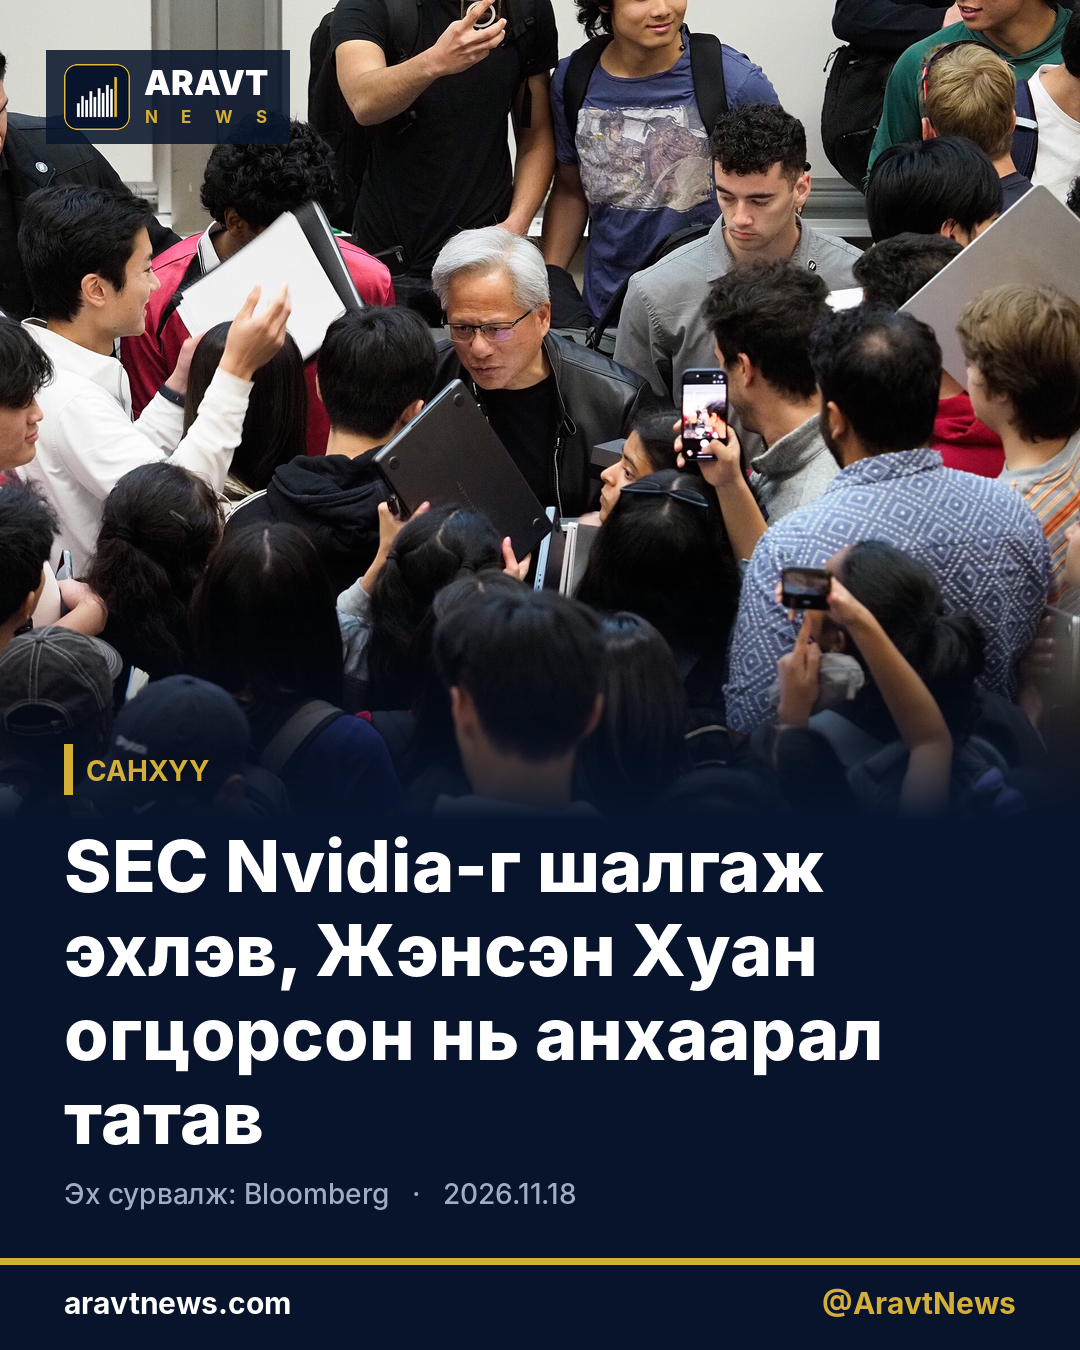 ARAVT
NEWS
САНХҮҮ
SEC Nvidia-г шалгаж
эхлэв, Жэнсэн Хуан
огцорсон нь анхаарал
татав
Эх сурвалж: Bloomberg · 2026.11.18
aravtnews.com
@AravtNews